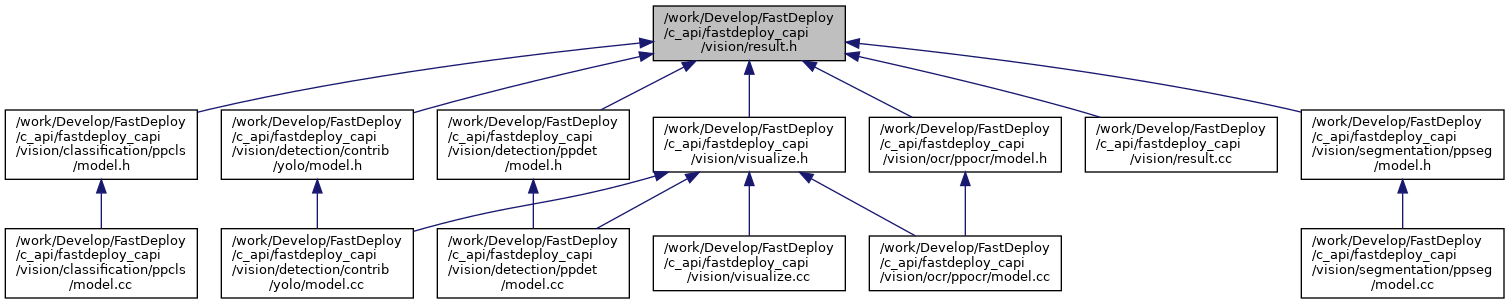 /work/Develop/FastDeploy
/c_api/fastdeploy_capi
/vision/result.h
/work/Develop/FastDeploy
/c_api/fastdeploy_capi
/vision/classification/ppcls
/model.h
/work/Develop/FastDeploy
/c_api/fastdeploy_capi
/vision/detection/contrib
/yolo/model.h
/work/Develop/FastDeploy
/c_api/fastdeploy_capi
/vision/detection/ppdet
/model.h
/work/Develop/FastDeploy
/c_api/fastdeploy_capi
/vision/visualize.h
/work/Develop/FastDeploy
/c_api/fastdeploy_capi
/vision/ocr/ppocr/model.h
/work/Develop/FastDeploy
/c_api/fastdeploy_capi
/vision/result.cc
/work/Develop/FastDeploy
/c_api/fastdeploy_capi
/vision/segmentation/ppseg
/model.h
/work/Develop/FastDeploy
/c_api/fastdeploy_capi
/vision/classification/ppcls
/model.cc
/work/Develop/FastDeploy
/c_api/fastdeploy_capi
/vision/detection/contrib
/yolo/model.cc
/work/Develop/FastDeploy
/c_api/fastdeploy_capi
/vision/detection/ppdet
/model.cc
/work/Develop/FastDeploy
/c_api/fastdeploy_capi
/vision/visualize.cc
/work/Develop/FastDeploy
/c_api/fastdeploy_capi
/vision/ocr/ppocr/model.cc
/work/Develop/FastDeploy
/c_api/fastdeploy_capi
/vision/segmentation/ppseg
/model.cc